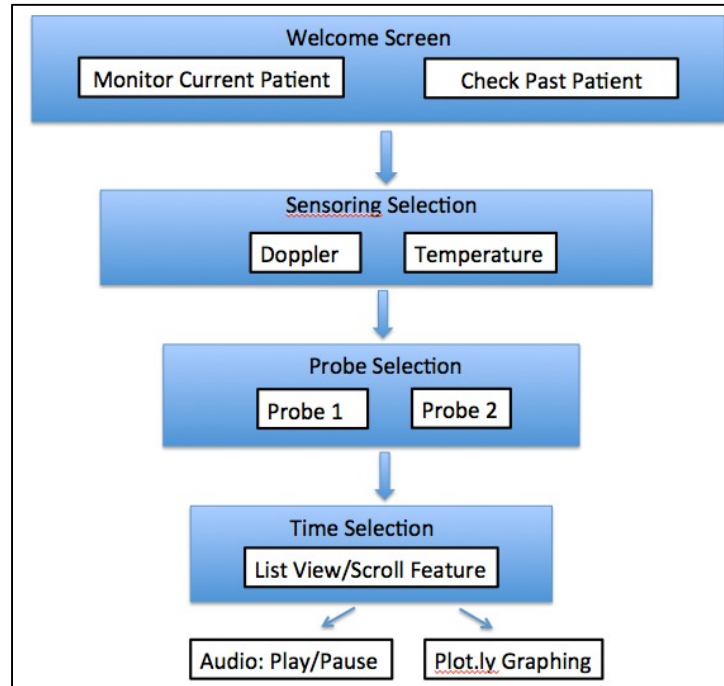 Welcome Screen
Monitor Current Patient
Check Past Patient
Sensoring Selection
Doppler
Temperature
Probe Selection
Probe 1
Probe 2
Time Selection
List View/Scroll Feature
Audio: Play/Pause
Plot.ly Graphing